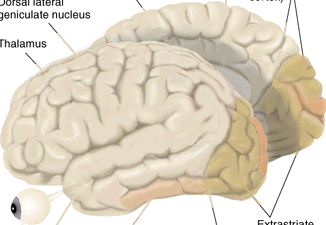 Dorsal lateral
geniculate nucleus
Thalamus
Extrastriate